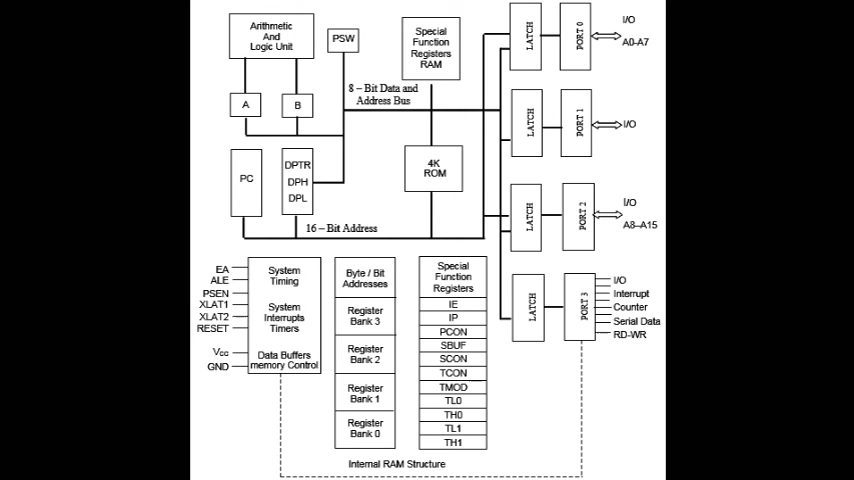 Arithmetic
And
Logic Unit
PSW
Special
Function
Registers
RAM
LATCH
PORT 0
I/O
A0-A7
A
B
8 – Bit Data and
Address Bus
LATCH
PORT 1
I/O
PC
DPTR
DPH
DPL
4K
ROM
LATCH
PORT 2
I/O
A8-A15
16 – Bit Address
EA
ALE
PSEN
XLAT1
XLAT2
RESET
Vcc
GND
System
Timing
System
Interrupts
Timers
Data Buffers
memory Control
Byte / Bit
Addresses
Register
Bank 3
Register
Bank 2
Register
Bank 1
Register
Bank 0
Special
Function
Registers
IE
IP
PCON
SBUF
SCON
TCON
TMOD
TL0
TH0
TL1
TH1
LATCH
PORT 3
I/O
Interrupt
Counter
Serial Data
RD-WR
Internal RAM Structure